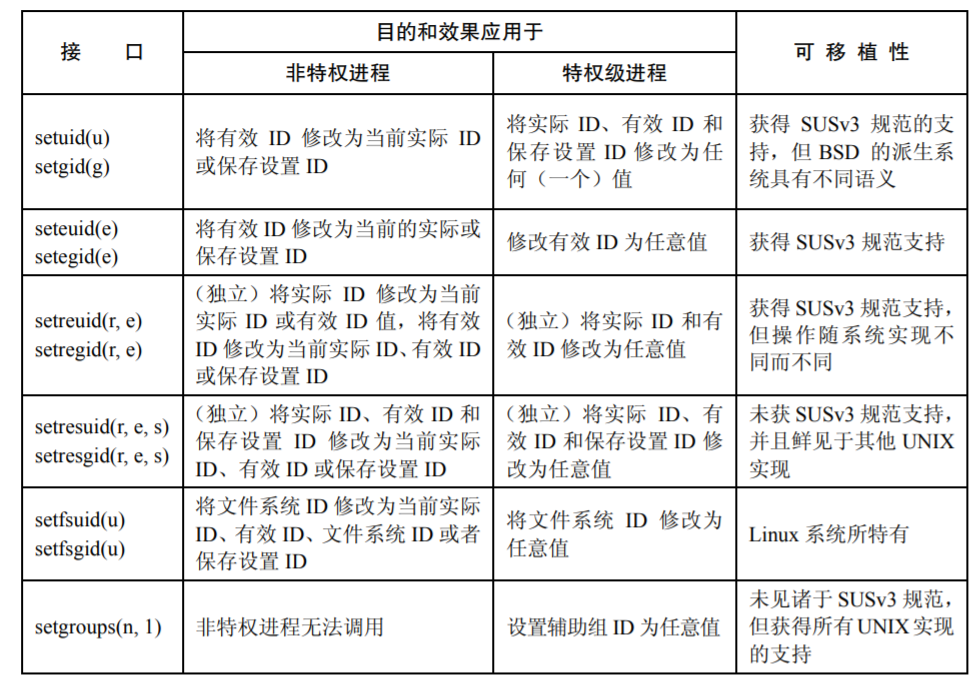 接 口
目的和效果应用于
可 移 植 性
非特权进程
特权级进程
setuid(u)
setgid(g)
将有效 ID 修改为当前实际 ID
或保存设置 ID
将实际 ID、有效 ID 和
保存设置 ID 修改为任
何（一个）值
获得 SUSv3 规范的支
持，但 BSD 的派生系
统具有不同语义
seteuid(e)
setegid(e)
将有效 ID 修改为当前的实际或
保存设置 ID
修改有效 ID 为任意值
获得 SUSv3 规范支持
setreuid(r, e)
setregid(r, e)
（独立）将实际 ID 修改为当前
实际 ID 或有效 ID 值，将有效
ID 修改为当前实际 ID、有效 ID
或保存设置 ID
（独立）将实际 ID 和有
效 ID 修改为任意值
获得 SUSv3 规范支持，
但操作随系统实现不
同而不同
setresuid(r, e, s)
setresgid(r, e, s)
（独立）将实际 ID、有效 ID 和
保存设置 ID 修改为当前实际
ID、有效 ID 或保存设置 ID
（独立）将实际 ID、有
效 ID 和保存设置 ID 修
改为任意值
未获 SUSv3 规范支持，
并且鲜见于其他 UNIX
实现
setfsuid(u)
setfsgid(u)
将文件系统 ID 修改为当前实际
ID、有效 ID、文件系统 ID 或者
保存设置 ID
将文件系统 ID 修改为
任意值
Linux 系统所特有
setgroups(n, 1)
非特权进程无法调用
设置辅助组 ID 为任意值
未见诸于 SUSv3 规范，
但获得所有 UNIX 实现
的支持